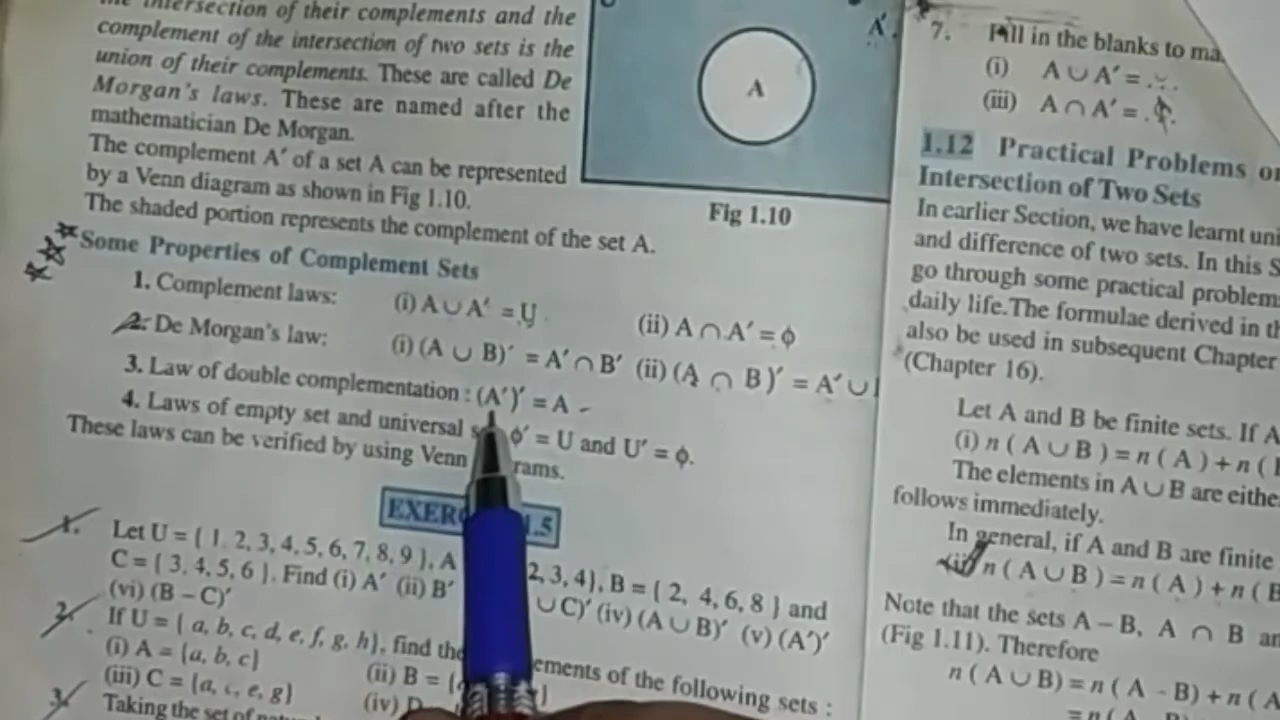 the intersection of their complements and the
complement of the intersection of two sets is the
union of their complements. These are called De
Morgan's laws. These are named after the
mathematician De Morgan.
The complement A′ of a set A can be represented
by a Venn diagram as shown in Fig 1.10.
The shaded portion represents the complement of the set A.
A′
A
Fig 1.10
Some Properties of Complement Sets
1. Complement laws: (i) A ∪ A′ = U (ii) A ∩ A′ = ϕ
2. De Morgan's law: (i) (A ∪ B)′ = A′ ∩ B′ (ii) (A ∩ B)′ = A′ ∪
3. Law of double complementation : (A′)′ = A
4. Laws of empty set and universal ϕ′ = U and U′ = ϕ.
These laws can be verified by using Venn rams.
EXER 1.5
1. Let U = { 1, 2, 3, 4, 5, 6, 7, 8, 9 }, A 2, 3, 4}, B = { 2, 4, 6, 8 } and
C = { 3, 4, 5, 6 }. Find (i) A′ (ii) B′ ∪ C)′ (iv) (A ∪ B)′ (v) (A′)′
(vi) (B – C)′
2. If U = { a, b, c, d, e, f, g, h}, find the ements of the following sets :
(i) A = {a, b, c} (ii) B = {
(iii) C = {a, c, e, g} (iv)
3. Taking the set of
7. Fill in the blanks to
(i) A ∪ A′ = . . .
(iii) A ∩ A′ = . ϕ.
1.12 Practical Problems
Intersection of Two Sets
In earlier Section, we have learnt
and difference of two sets. In this
go through some practical problem
daily life.The formulae derived in
also be used in subsequent Chapter
(Chapter 16).
Let A and B be finite sets. If A
(i) n ( A ∪ B ) = n ( A ) + n (
The elements in A ∪ B are
follows immediately.
In general, if A and B are finite
(ii) n ( A ∪ B ) = n ( A ) + n (
Note that the sets A – B, A ∩ B
(Fig 1.11). Therefore
n ( A ∪ B) = n ( A - B) + n (